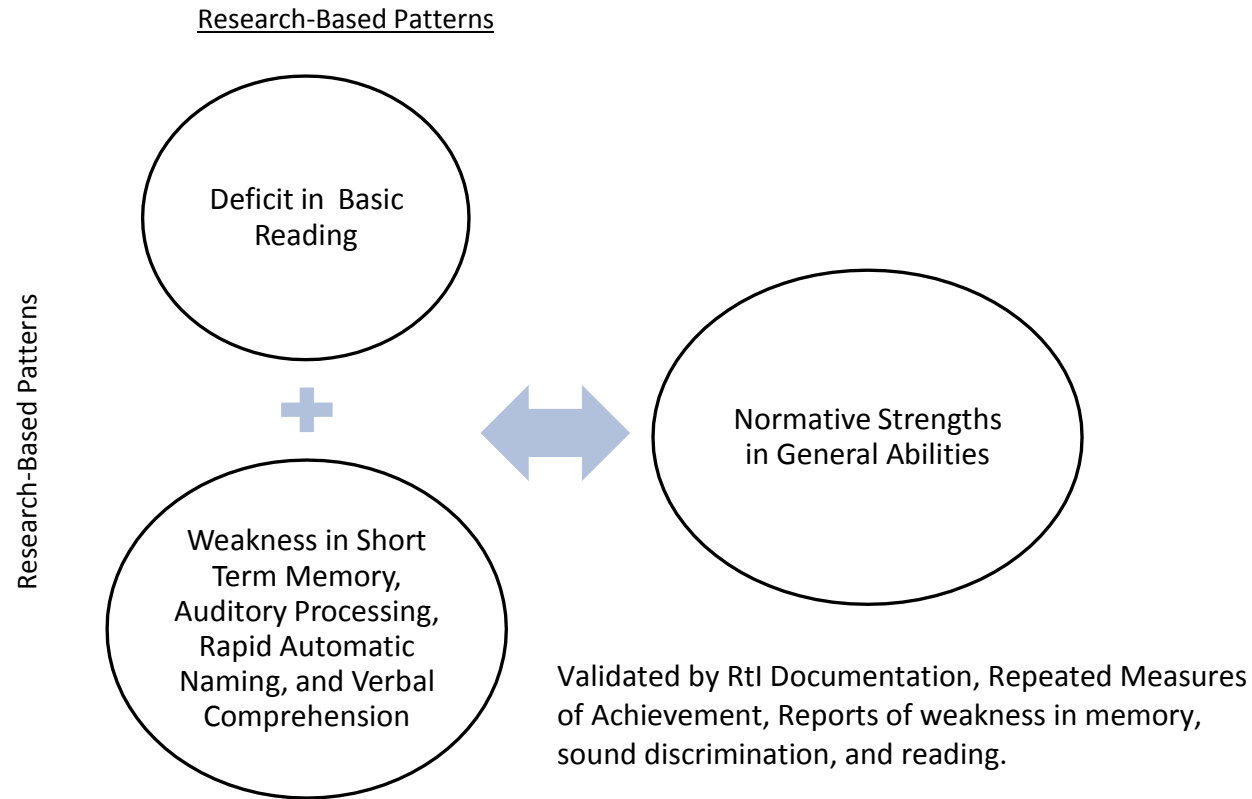 Research-Based Patterns
Deficit in Basic
Reading
Research-Based Patterns
Normative Strengths
in General Abilities
Weakness in Short
Term Memory,
Auditory Processing,
Rapid Automatic
Naming, and Verbal
Comprehension
Validated by RtI Documentation, Repeated Measures
of Achievement, Reports of weakness in memory,
sound discrimination, and reading.